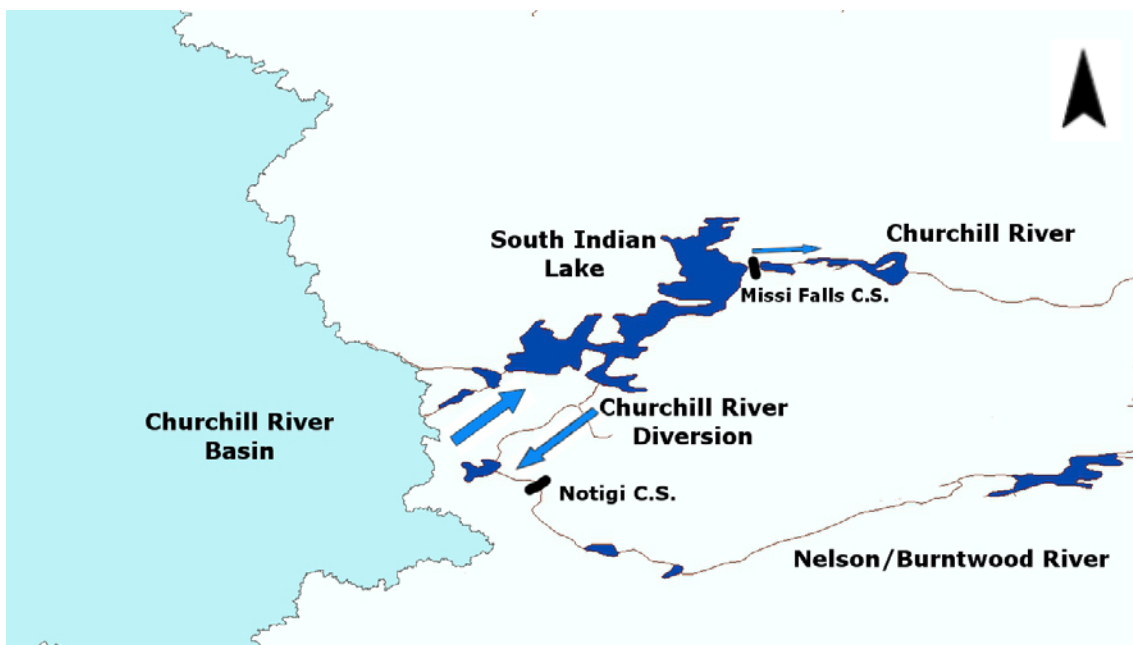 South Indian
Lake
Churchill River
Missi Falls C.S.
Churchill River
Basin
Churchill River
Diversion
Notigi C.S.
Nelson/Burntwood River